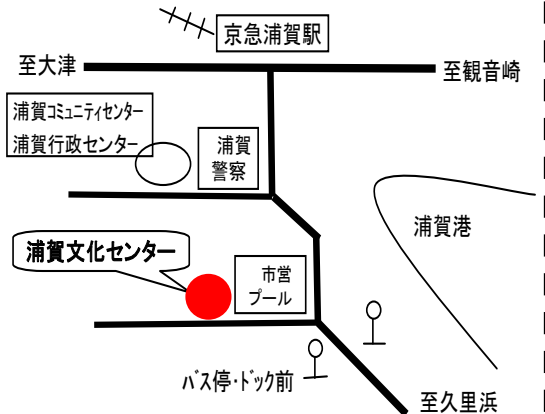 京急浦賀駅
至大津
至観音崎
浦賀ｺﾐｭﾆﾃｨｾﾝﾀｰ
浦賀行政センター
浦賀
警察
浦賀港
浦賀文化センター
市営
プール
ﾊﾞｽ停・ﾄﾞｯｸ前
至久里浜